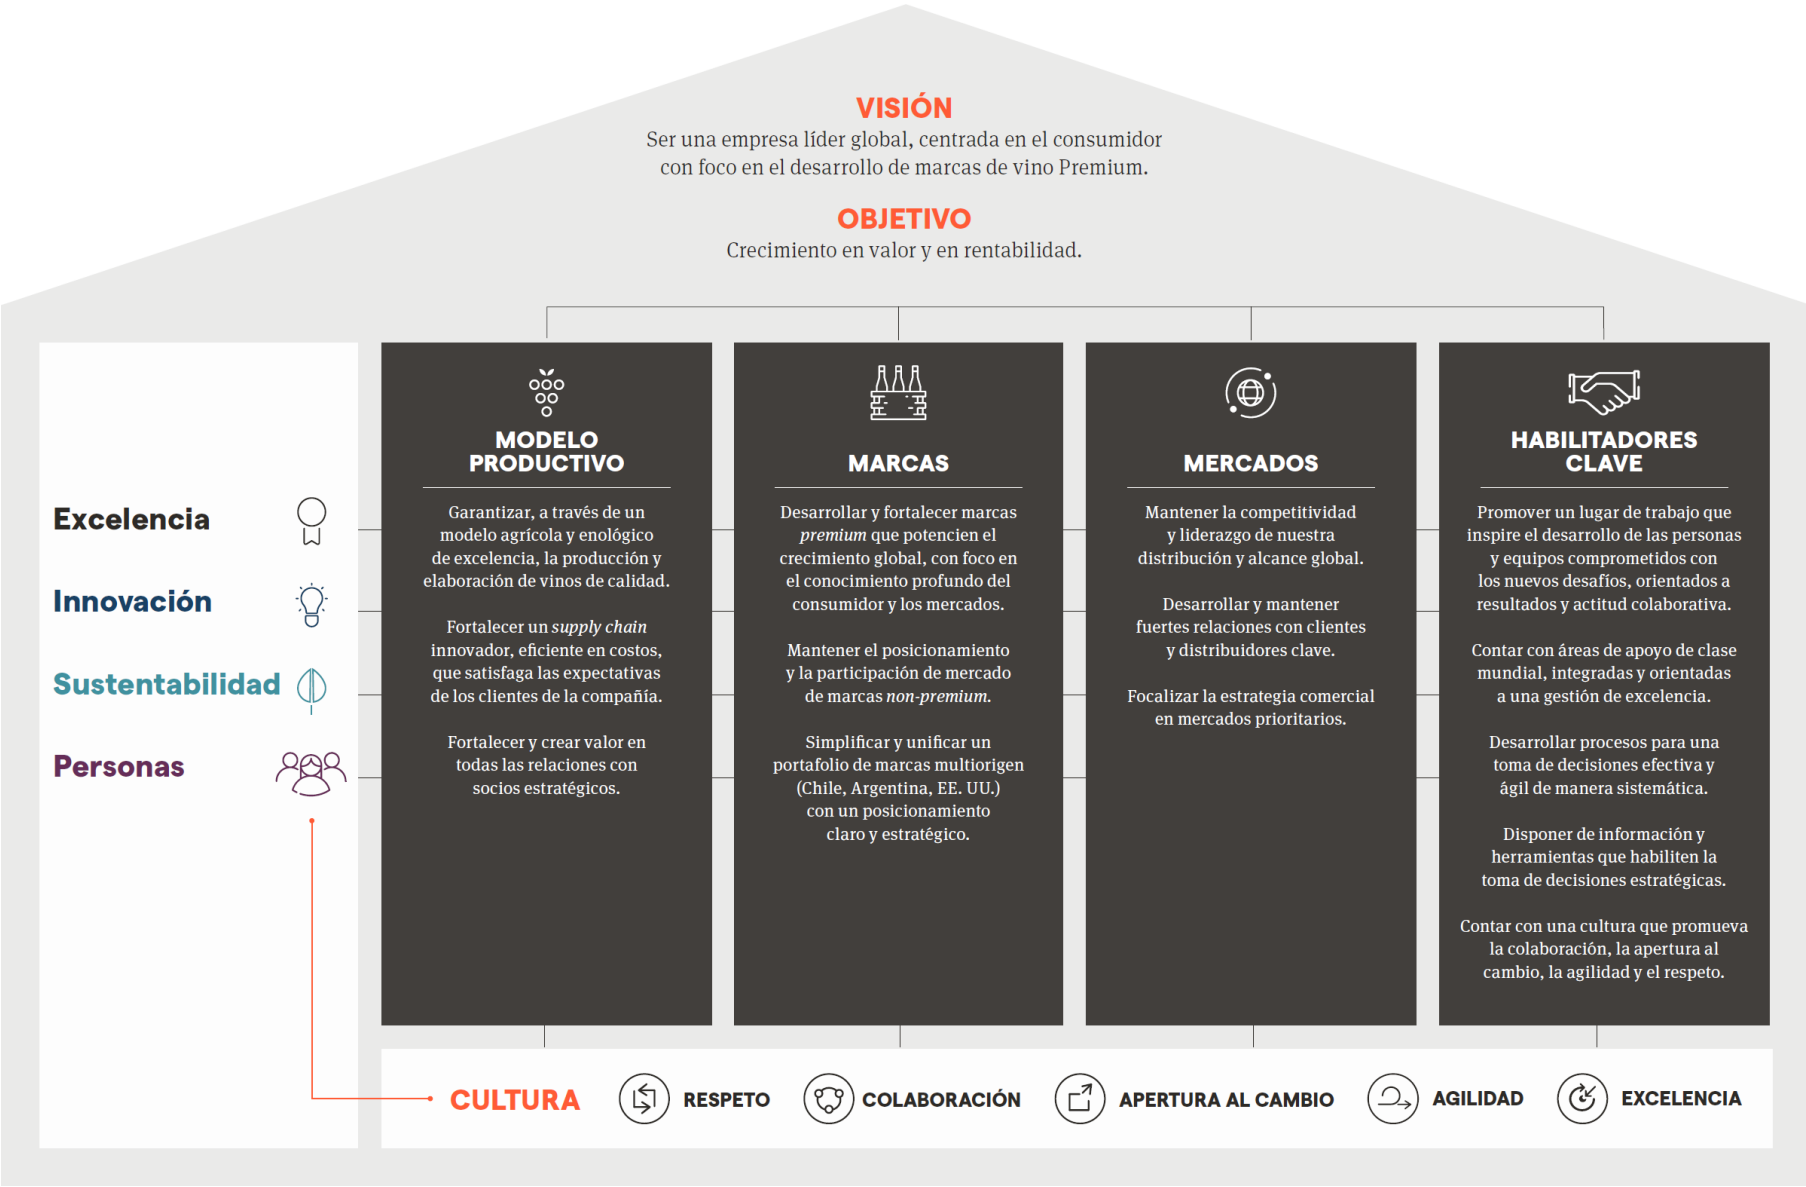 VISIÓN
Ser una empresa líder global, centrada en el consumidor
con foco en el desarrollo de marcas de vino Premium.
OBJETIVO
Crecimiento en valor y en rentabilidad.
Excelencia
Innovación
Sustentabilidad
Personas
MODELO
PRODUCTIVO
Garantizar, a través de un
modelo agrícola y enológico
de excelencia, la producción y
elaboración de vinos de calidad.
Fortalecer un supply chain
innovador, eficiente en costos,
que satisfaga las expectativas
de los clientes de la compañía.
Fortalecer y crear valor en
todas las relaciones con
socios estratégicos.
MARCAS
Desarrollar y fortalecer marcas
premium que potencien el
crecimiento global, con foco en
el conocimiento profundo del
consumidor y los mercados.
Mantener el posicionamiento
y la participación de mercado
de marcas non-premium.
Simplificar y unificar un
portafolio de marcas multiorigen
(Chile, Argentina, EE. UU.)
con un posicionamiento
claro y estratégico.
MERCADOS
Mantener la competitividad
y liderazgo de nuestra
distribución y alcance global.
Desarrollar y mantener
fuertes relaciones con clientes
y distribuidores clave.
Focalizar la estrategia comercial
en mercados prioritarios.
HABILITADORES
CLAVE
Promover un lugar de trabajo que
inspire el desarrollo de las personas
y equipos comprometidos con
los nuevos desafíos, orientados a
resultados y actitud colaborativa.
Contar con áreas de apoyo de clase
mundial, integradas y orientadas
a una gestión de excelencia.
Desarrollar procesos para una
toma de decisiones efectiva y
ágil de manera sistemática.
Disponer de información y
herramientas que habiliten la
toma de decisiones estratégicas.
Contar con una cultura que promueva
la colaboración, la apertura al
cambio, la agilidad y el respeto.
CULTURA
RESPETO
COLABORACIÓN
APERTURA AL CAMBIO
AGILIDAD
EXCELENCIA